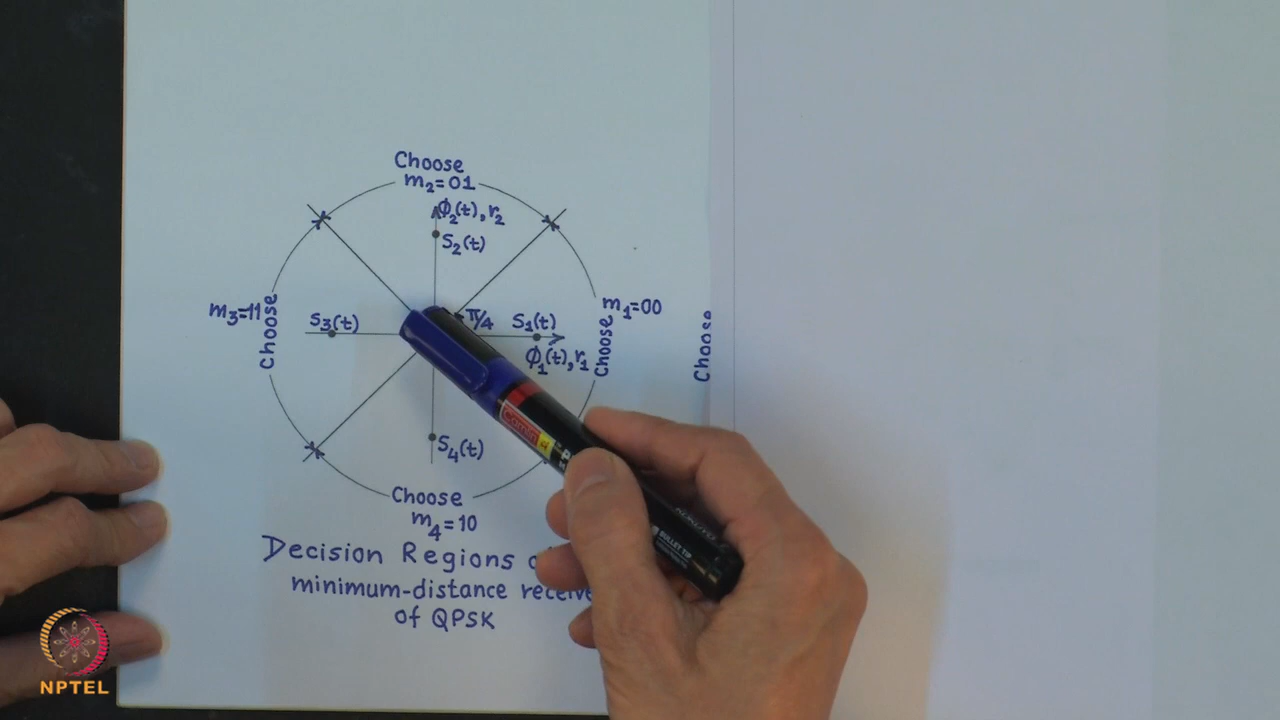 Choose
m₂=01
ϕ₂(t), r₂
S₂(t)
m₃=11
Choose
S₃(t)
π/4
S₁(t)
ϕ₁(t), r₁
m₁=00
Choose
Choose
S₄(t)
Choose
m₄=10
Decision Regions
minimum-distance
of QPSK
NPTEL